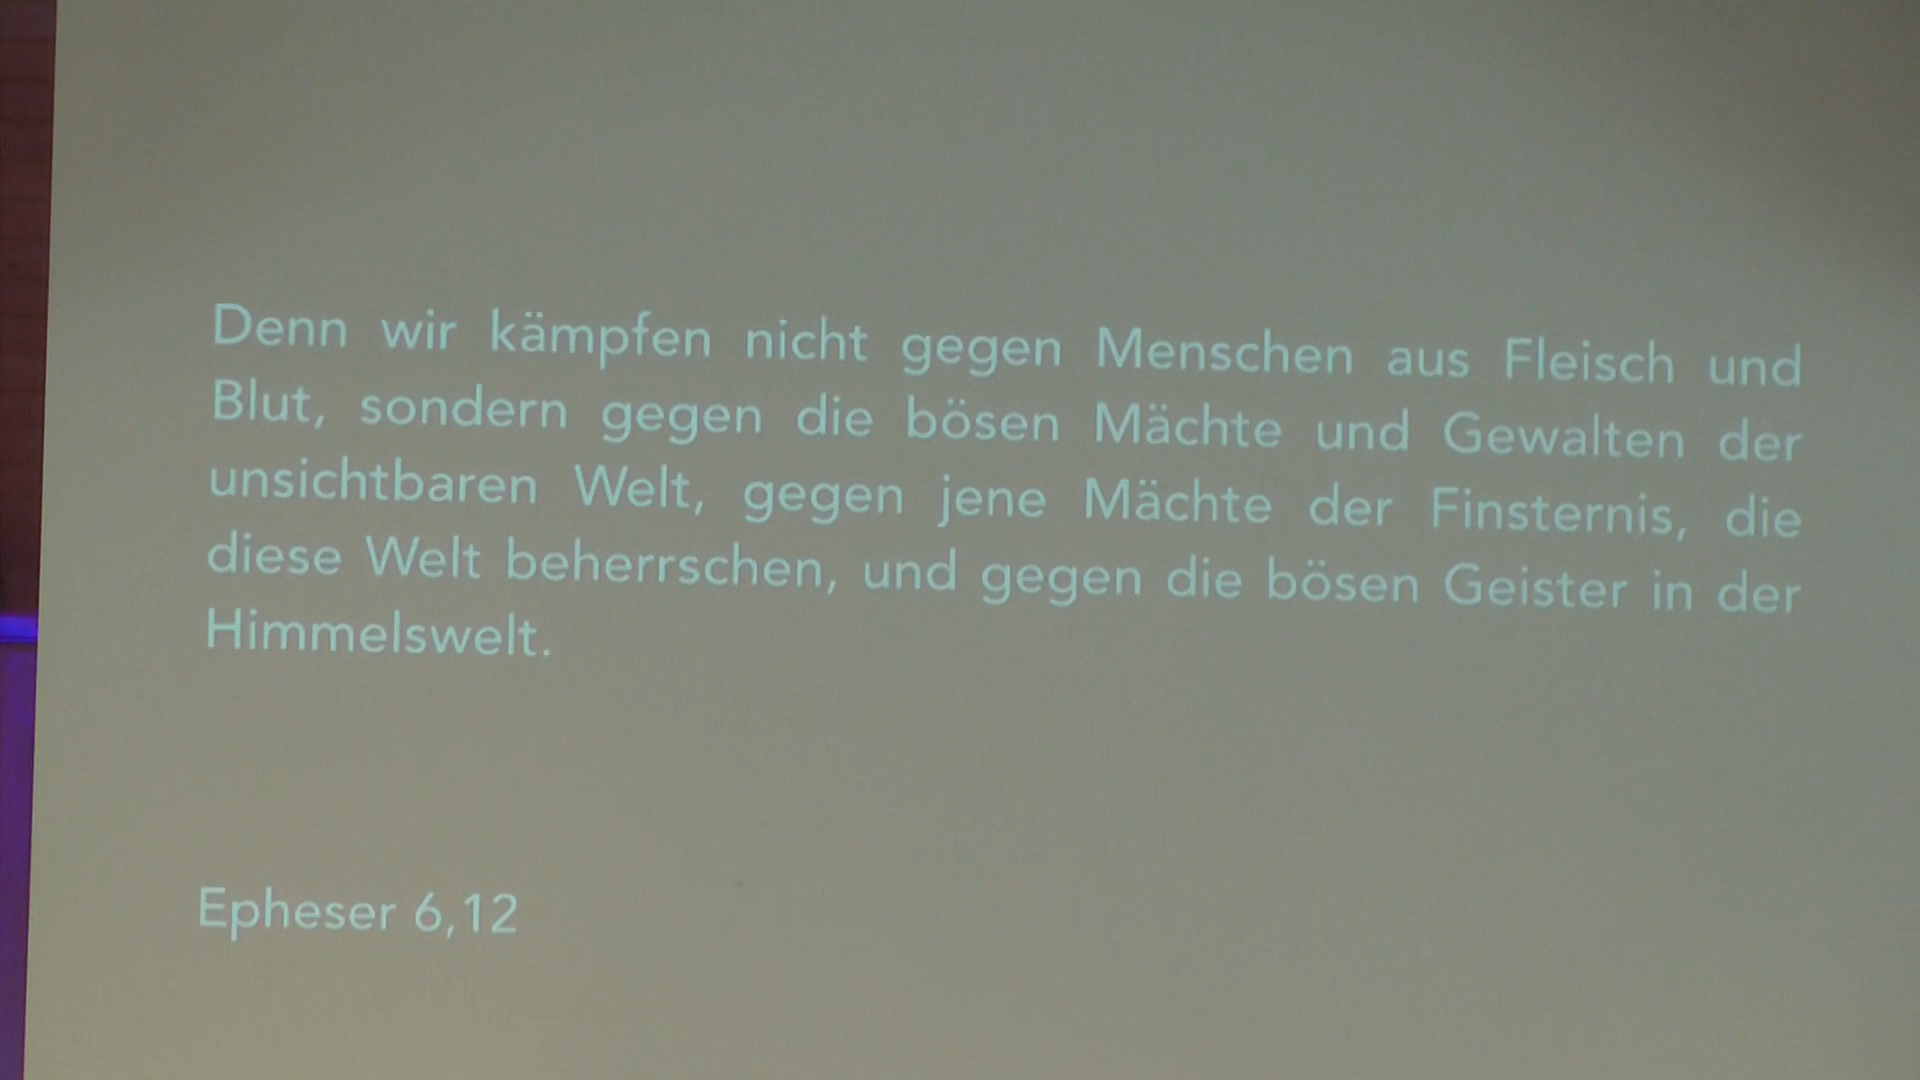 Denn wir kämpfen nicht gegen Menschen aus Fleisch und
Blut, sondern gegen die bösen Mächte und Gewalten der
unsichtbaren Welt, gegen jene Mächte der Finsternis, die
diese Welt beherrschen, und gegen die bösen Geister in der
Himmelswelt.
Epheser 6,12